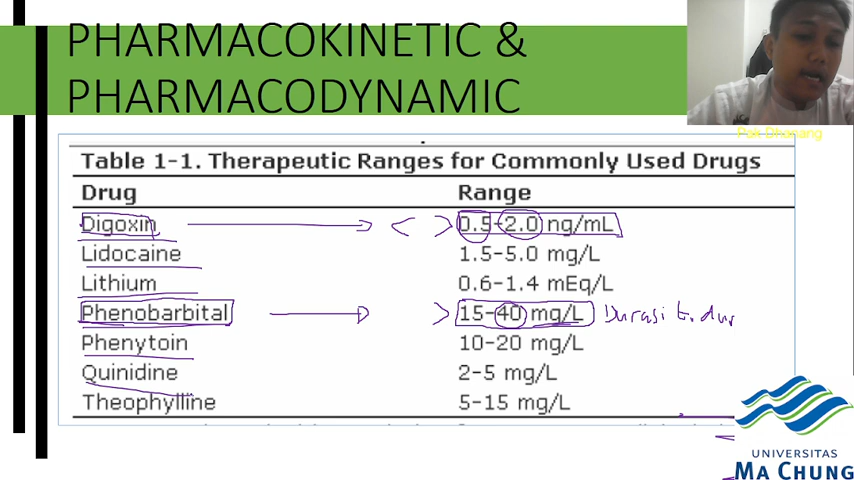 PHARMACOKINETIC &
PHARMACODYNAMIC
Pak Dhanang
Table 1-1. Therapeutic Ranges for Commonly Used Drugs
Drug Range
Digoxin < > 0.5-2.0 ng/mL
Lidocaine 1.5-5.0 mg/L
Lithium 0.6-1.4 mEq/L
Phenobarbital > 15-40 mg/L Durasi
Phenytoin 10-20 mg/L
Quinidine 2-5 mg/L
Theophylline 5-15 mg/L
UNIVERSITAS
MA CHUNG